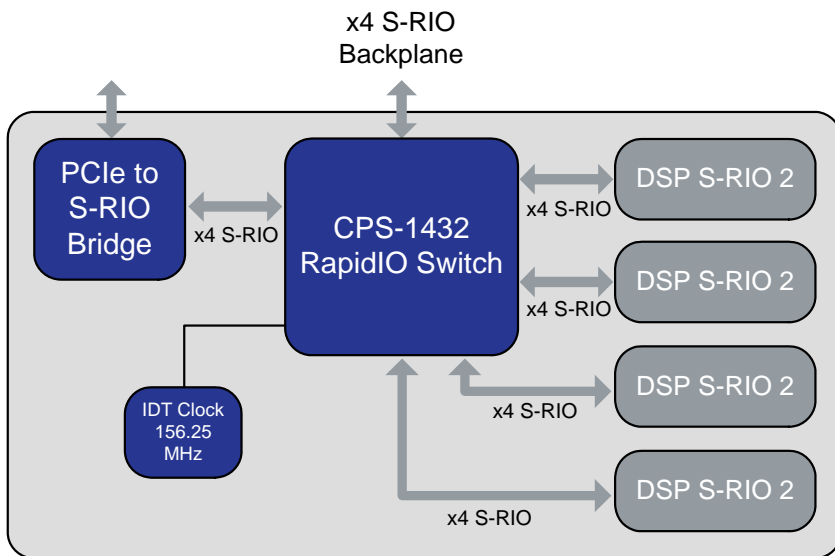 x4 S-RIO
Backplane
PCIe to
S-RIO
Bridge
x4 S-RIO
CPS-1432
RapidIO Switch
x4 S-RIO
DSP S-RIO 2
x4 S-RIO
DSP S-RIO 2
x4 S-RIO
DSP S-RIO 2
x4 S-RIO
DSP S-RIO 2
IDT Clock
156.25
MHz